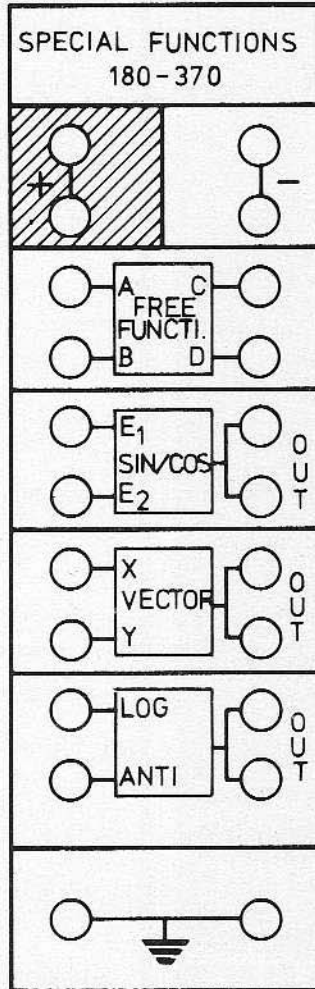 SPECIAL FUNCTIONS
180-370
+ -
A C
FREE
FUNCTI.
B D
E1
SIN/COS
E2
OUT
X
VECTOR
Y
OUT
LOG
ANTI
OUT